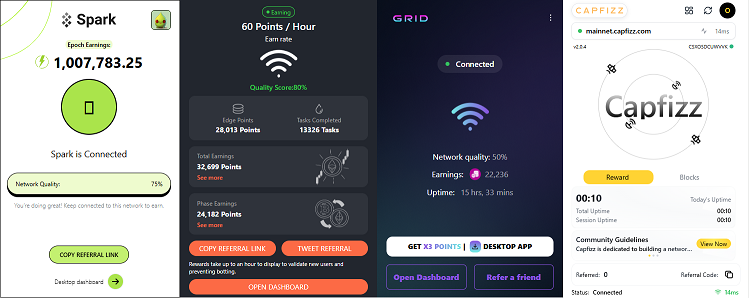 Spark
Epoch Earnings:
1,007,783.25
Spark is Connected
Network Quality:
75%
You're doing great! Keep connected to this network to earn.
COPY REFERRAL LINK
Desktop dashboard
Earning
60 Points / Hour
Earn rate
Quality Score:80%
Edge Points
28,013 Points
Tasks Completed
13326 Tasks
Total Earnings
32,699 Points
See more
Phase Earnings
24,182 Points
See more
COPY REFERRAL LINK
TWEET REFERRAL
Rewards take up to an hour to display to validate new users and
preventing botting.
OPEN DASHBOARD
GRID
Connected
Network quality: 50%
Earnings: 22,236
Uptime: 15 hrs, 33 mins
GET X3 POINTS | DESKTOP APP
Open Dashboard
Refer a friend
CAPFIZZ
mainnet.capfizz.com
14ms
v2.0.4
Capfizz
Reward
Blocks
00:10
Today's Uptime
Total Uptime
00:10
Session Uptime
00:10
Community Guidelines
Capfizz is dedicated to building a networ...
View Now
Referred: 0
Referral Code:
Status: Connected
14ms